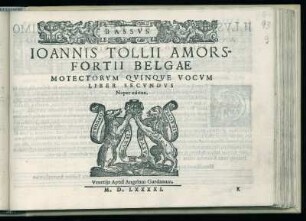 BASSVS
IOANNIS TOLLII AMORS-
FORTII BELGAE
MOTECTORVM QVINQVE VOCVM
LIBER SECVNDVS
Nuper editus.
Venetijs Apud Angelum Gardanum.
M. D. LXXXXI.
K